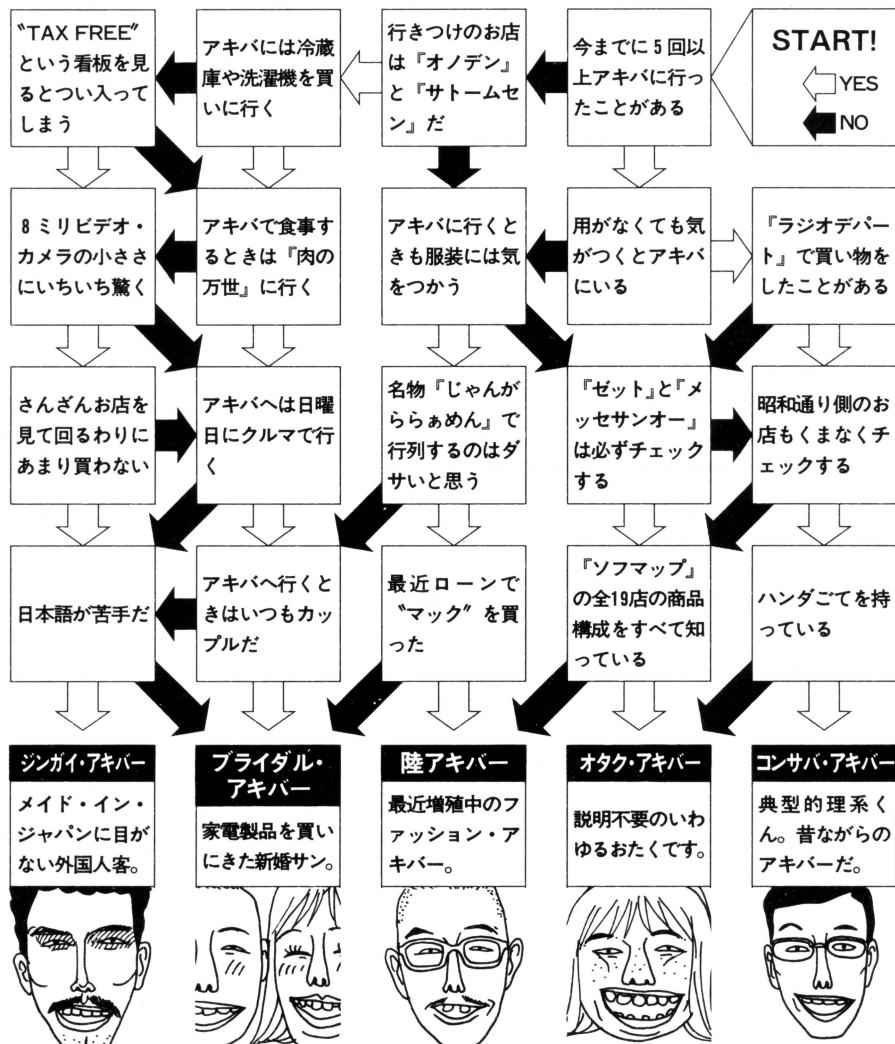 START!
YES
NO
今までに5回以
上アキバに行っ
たことがある
行きつけのお店
は『オノデン』
と『サトームセ
ン』だ
アキバには冷蔵
庫や洗濯機を買
いに行く
〝TAX FREE〞
という看板を見
るとつい入って
しまう
8ミリビデオ・
カメラの小ささ
にいちいち驚く
アキバで食事す
るときは『肉の
万世』に行く
アキバに行くと
きも服装には気
をつかう
用がなくても気
がつくとアキバ
にいる
『ラジオデパー
ト』で買い物を
したことがある
さんざんお店を
見て回るわりに
あまり買わない
アキバへは日曜
日にクルマで行
く
名物『じゃんが
ららぁめん』で
行列するのはダ
サいと思う
『ゼット』と『メ
ッセサンオー』
は必ずチェック
する
昭和通り側のお
店もくまなくチ
ェックする
日本語が苦手だ
アキバへ行くと
きはいつもカッ
プルだ
最近ローンで
〝マック〞を買
った
『ソフマップ』
の全19店の商品
構成をすべて知
っている
ハンダごてを持
っている
ジンガイ・アキバー
メイド・イン・
ジャパンに目が
ない外国人客。
ブライダル・
アキバー
家電製品を買い
にきた新婚サン。
陸アキバー
最近増殖中のフ
ァッション・ア
キバー。
オタク・アキバー
説明不要のいわ
ゆるおたくです。
コンサバ・アキバー
典型的理系く
ん。昔ながらの
アキバーだ。